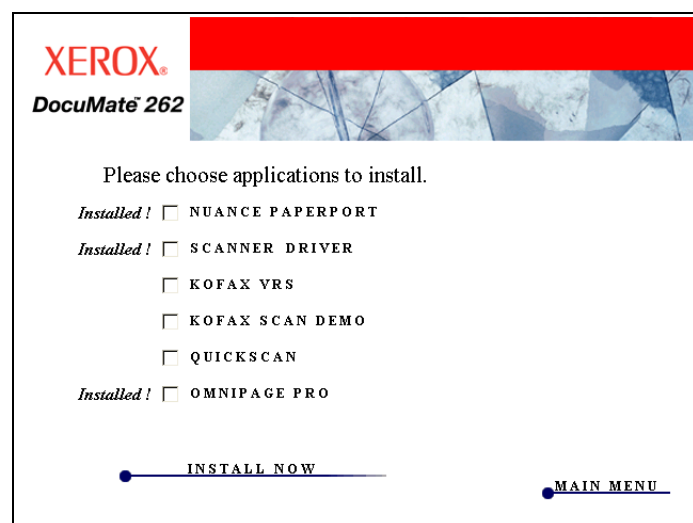 XEROX®
DocuMate™ 262
Please choose applications to install.
Installed ! NUANCE PAPERPORT
Installed ! SCANNER DRIVER
KOFAX VRS
KOFAX SCAN DEMO
QUICKSCAN
Installed ! OMNIPAGE PRO
INSTALL NOW
MAIN MENU